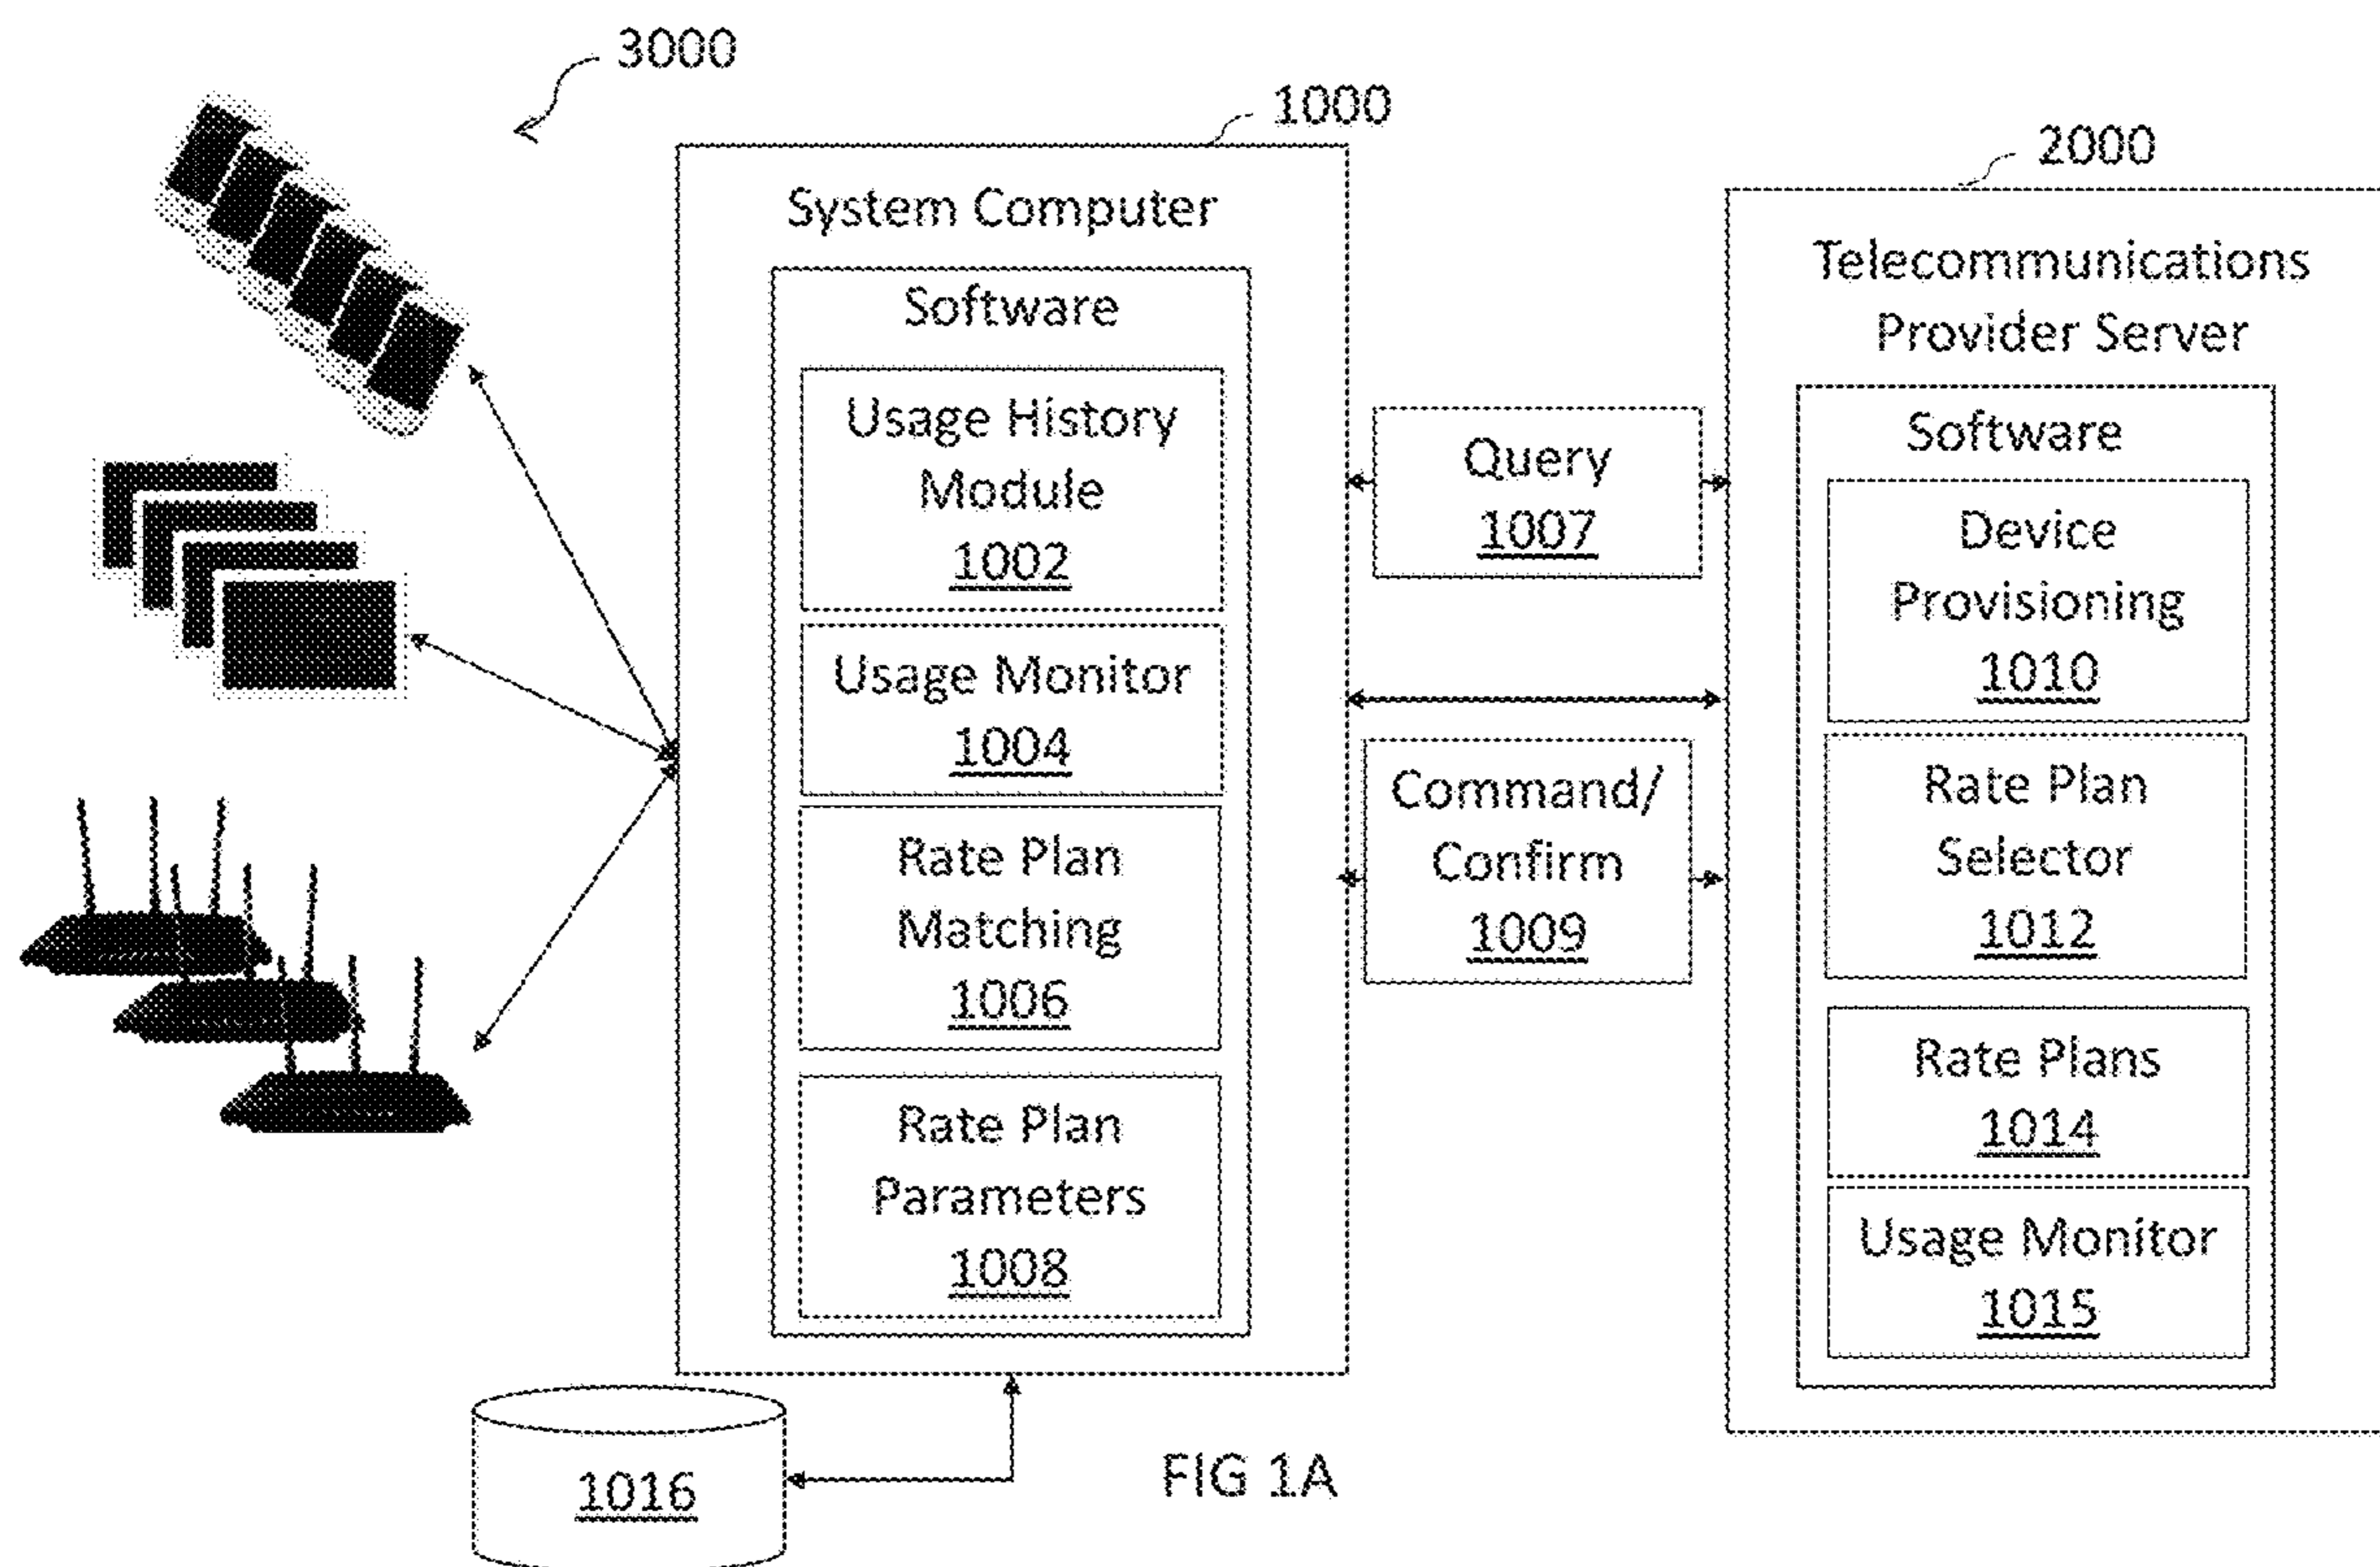 3000
1000
System Computer
Software
Usage History
Module
1002
Usage Monitor
1004
Rate Plan
Matching
1006
Rate Plan
Parameters
1008
Query
1007
Command/
Confirm
1009
2000
Telecommunications
Provider Server
Software
Device
Provisioning
1010
Rate Plan
Selector
1012
Rate Plans
1014
Usage Monitor
1015
1016
FIG 1A